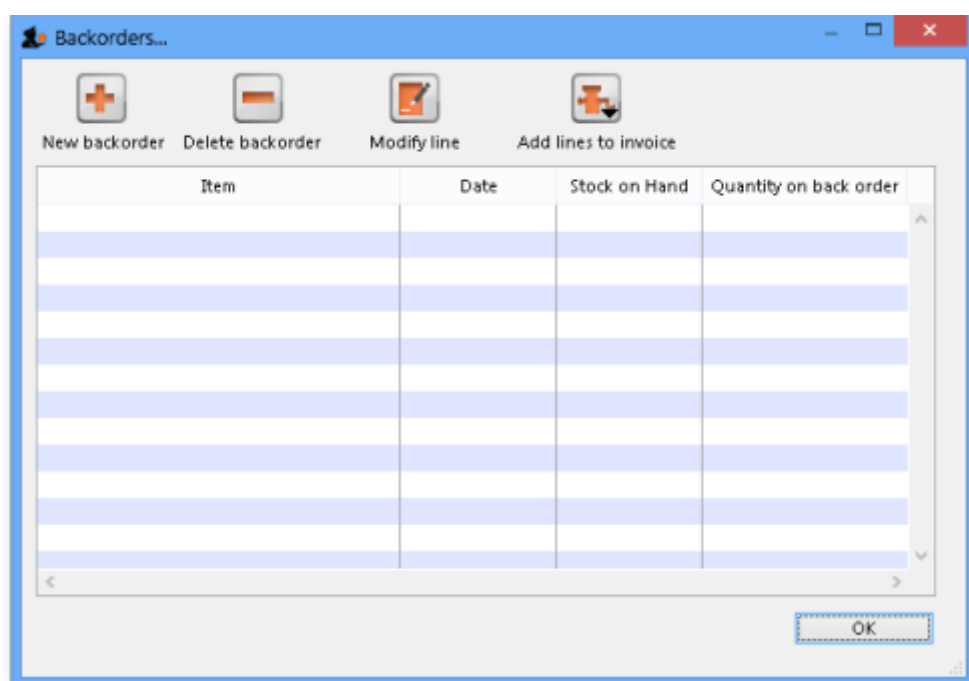 Backorders...
New backorder Delete backorder Modify line Add lines to invoice
Item Date Stock on Hand Quantity on back order
OK